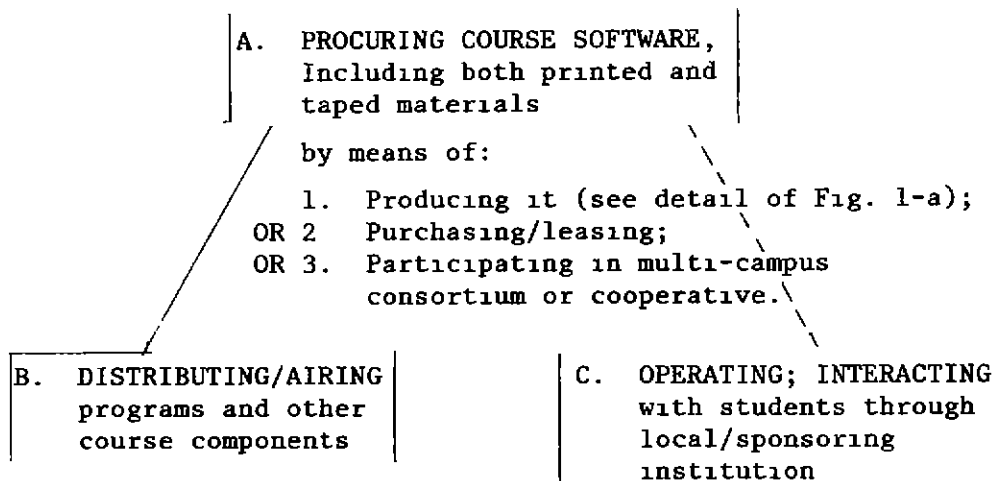 A. PROCURING COURSE SOFTWARE,
Including both printed and
taped materials
by means of:
1. Producing it (see detail of Fig. 1-a);
OR 2 Purchasing/leasing;
OR 3. Participating in multi-campus
consortium or cooperative.
B. DISTRIBUTING/AIRING
programs and other
course components
C. OPERATING; INTERACTING
with students through
local/sponsoring
institution